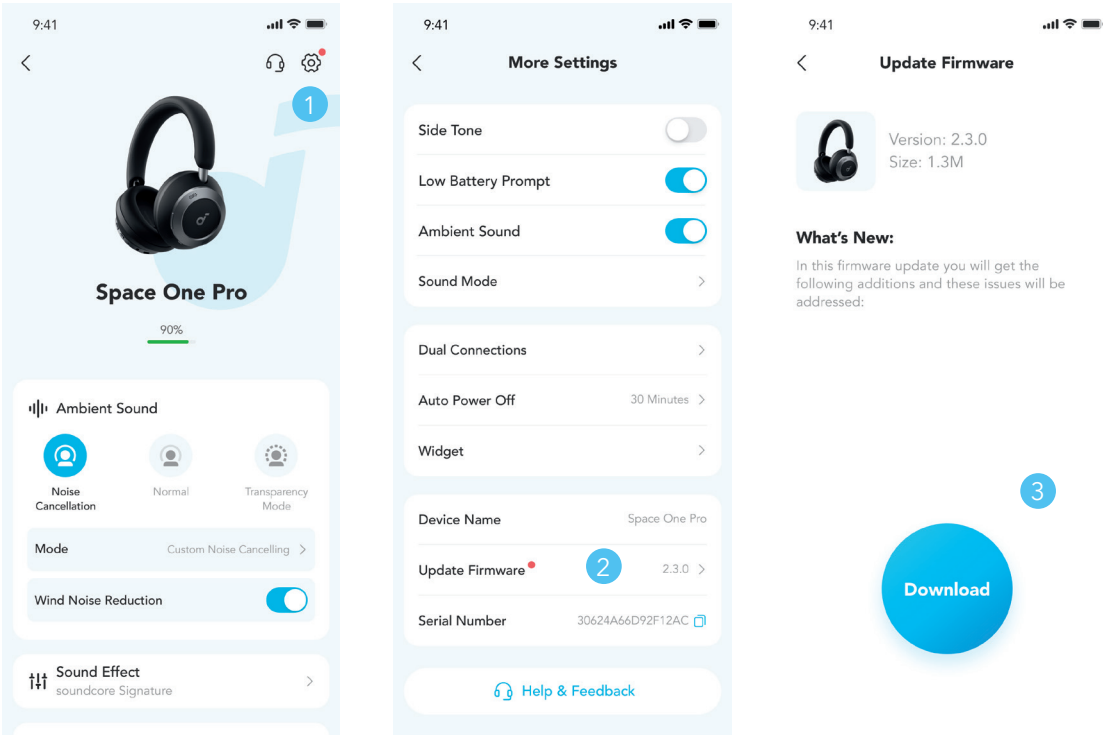 9:41
1
Space One Pro
90%
Ambient Sound
Noise
Cancellation
Normal
Transparency
Mode
Mode
Custom Noise Cancelling
Wind Noise Reduction
Sound Effect
soundcore Signature
9:41
More Settings
Side Tone
Low Battery Prompt
Ambient Sound
Sound Mode
Dual Connections
Auto Power Off
30 Minutes
Widget
Device Name
Space One Pro
Update Firmware
2
2.3.0
Serial Number
30624A66D92F12AC
Help & Feedback
9:41
Update Firmware
Version: 2.3.0
Size: 1.3M
What's New:
In this firmware update you will get the
following additions and these issues will be
addressed:
3
Download